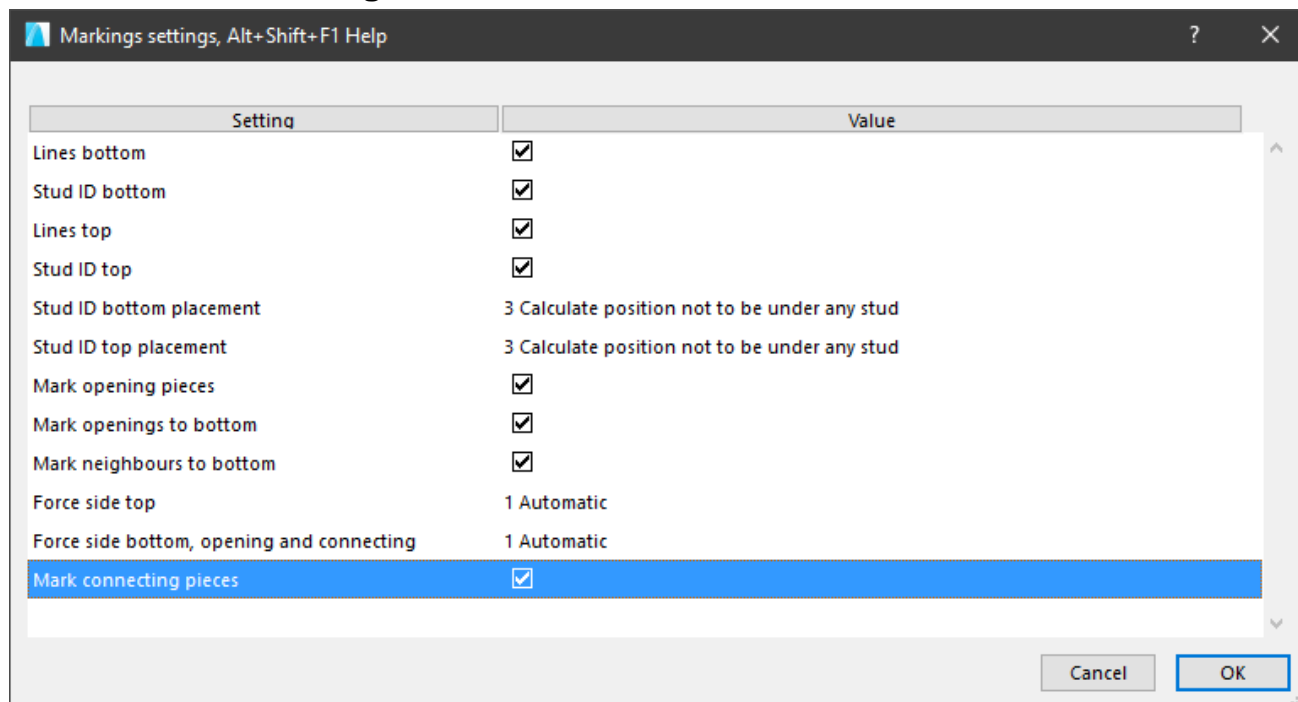 Markings settings, Alt+Shift+F1 Help ?
Setting Value
Lines bottom
Stud ID bottom
Lines top
Stud ID top
Stud ID bottom placement 3 Calculate position not to be under any stud
Stud ID top placement 3 Calculate position not to be under any stud
Mark opening pieces
Mark openings to bottom
Mark neighbours to bottom
Force side top 1 Automatic
Force side bottom, opening and connecting 1 Automatic
Mark connecting pieces
Cancel OK